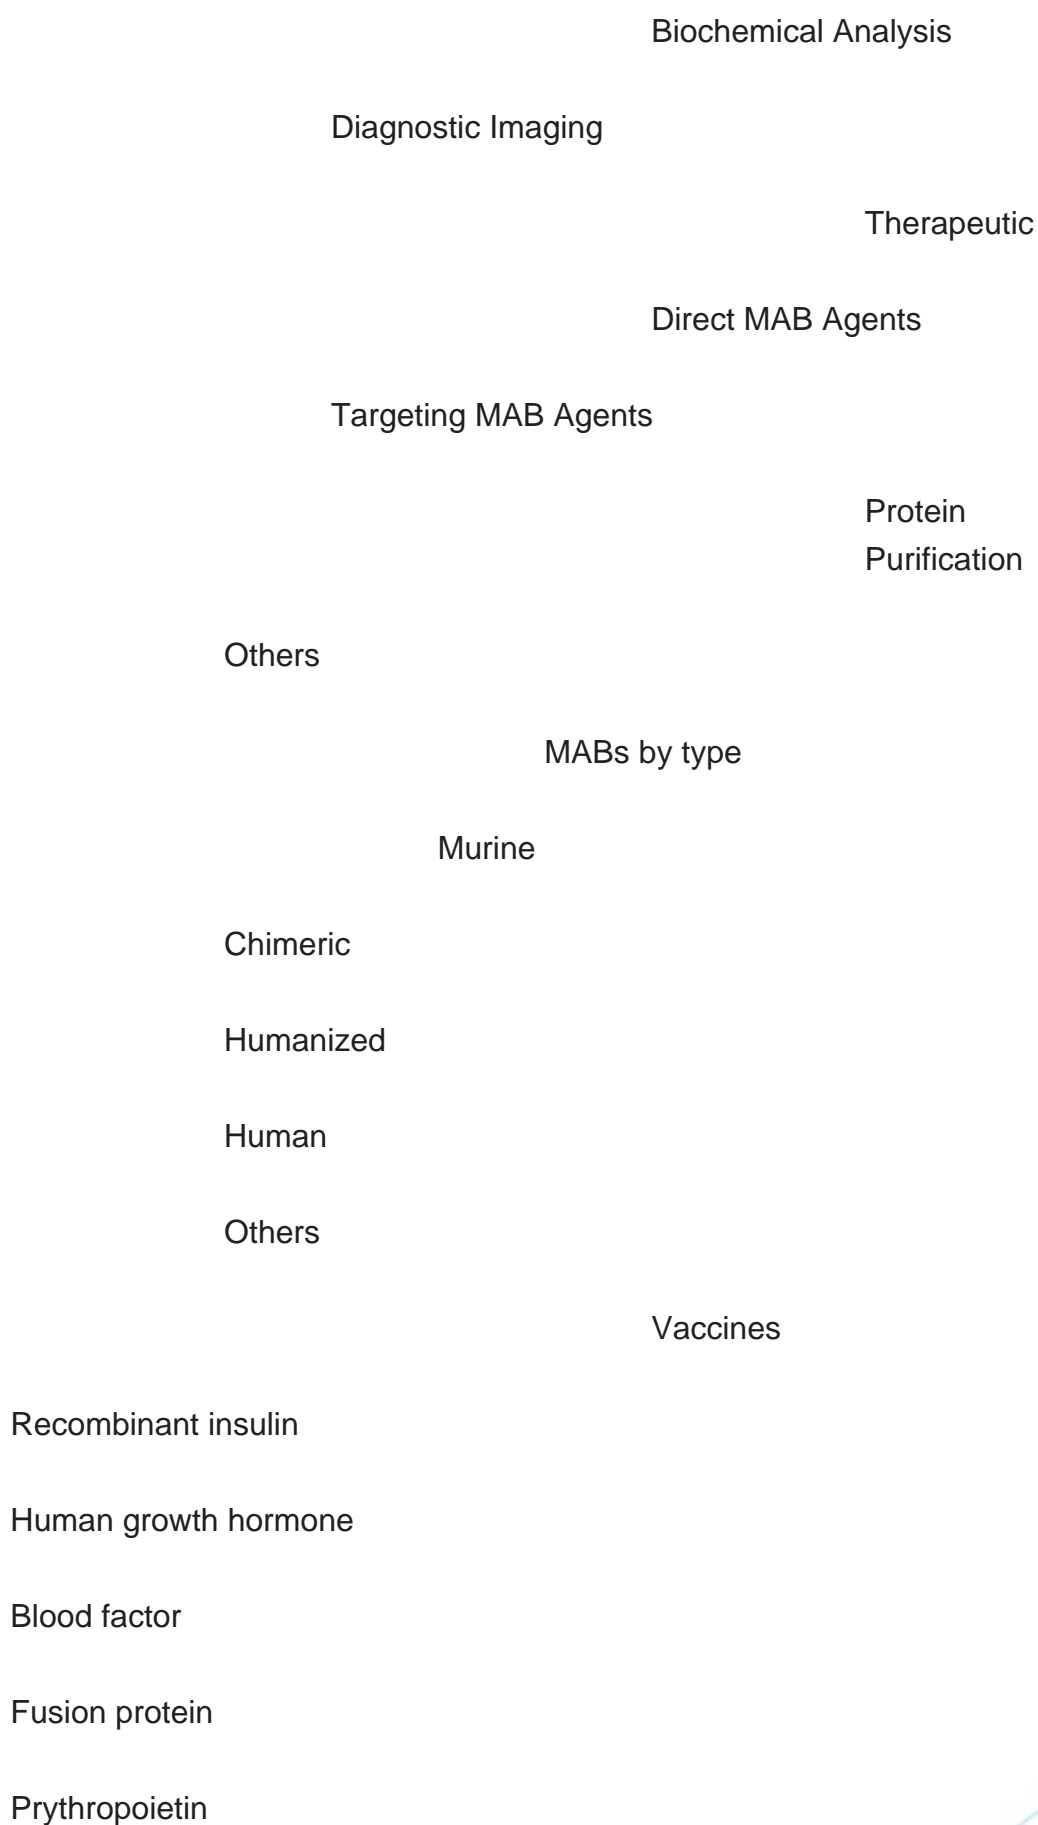 Biochemical Analysis
Diagnostic Imaging
Therapeutic
Direct MAB Agents
Targeting MAB Agents
Protein
Purification
Others
MABs by type
Murine
Chimeric
Humanized
Human
Others
Vaccines
Recombinant insulin
Human growth hormone
Blood factor
Fusion protein
Prythropoietin